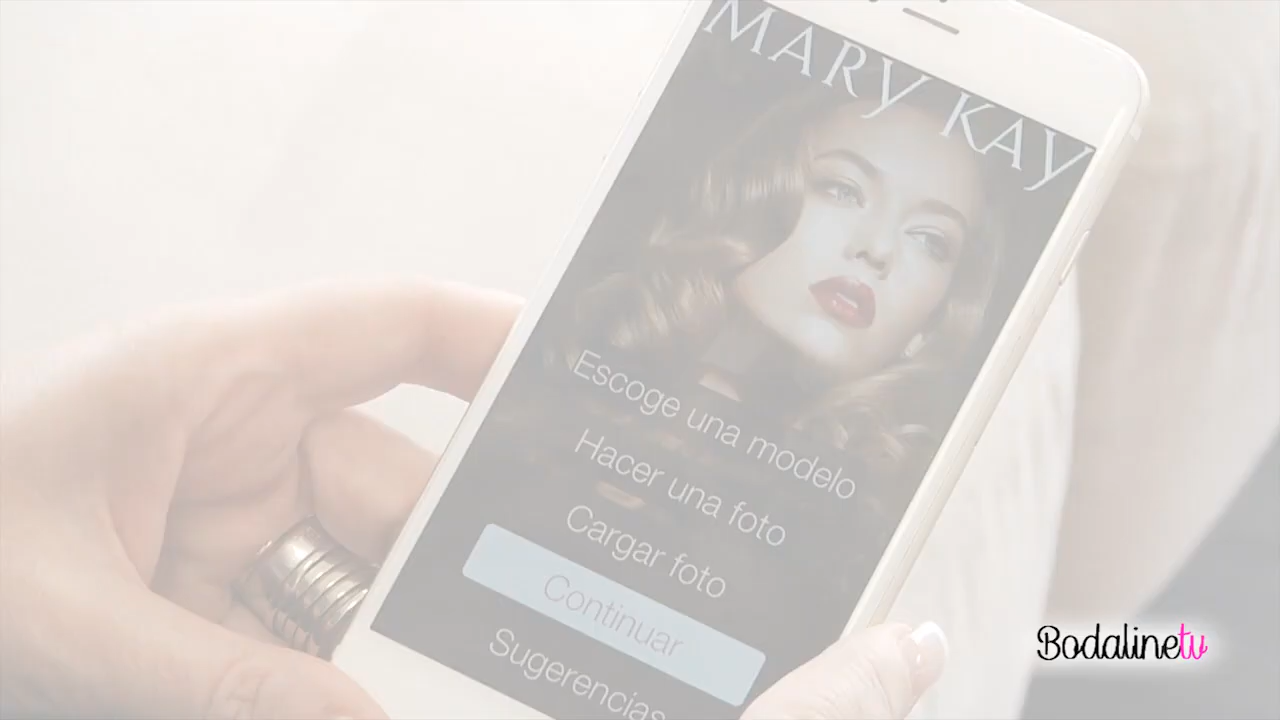 MARY KAY
Escoge una modelo
Hacer una foto
Cargar foto
Continuar
Sugerencias
Bodalinetv